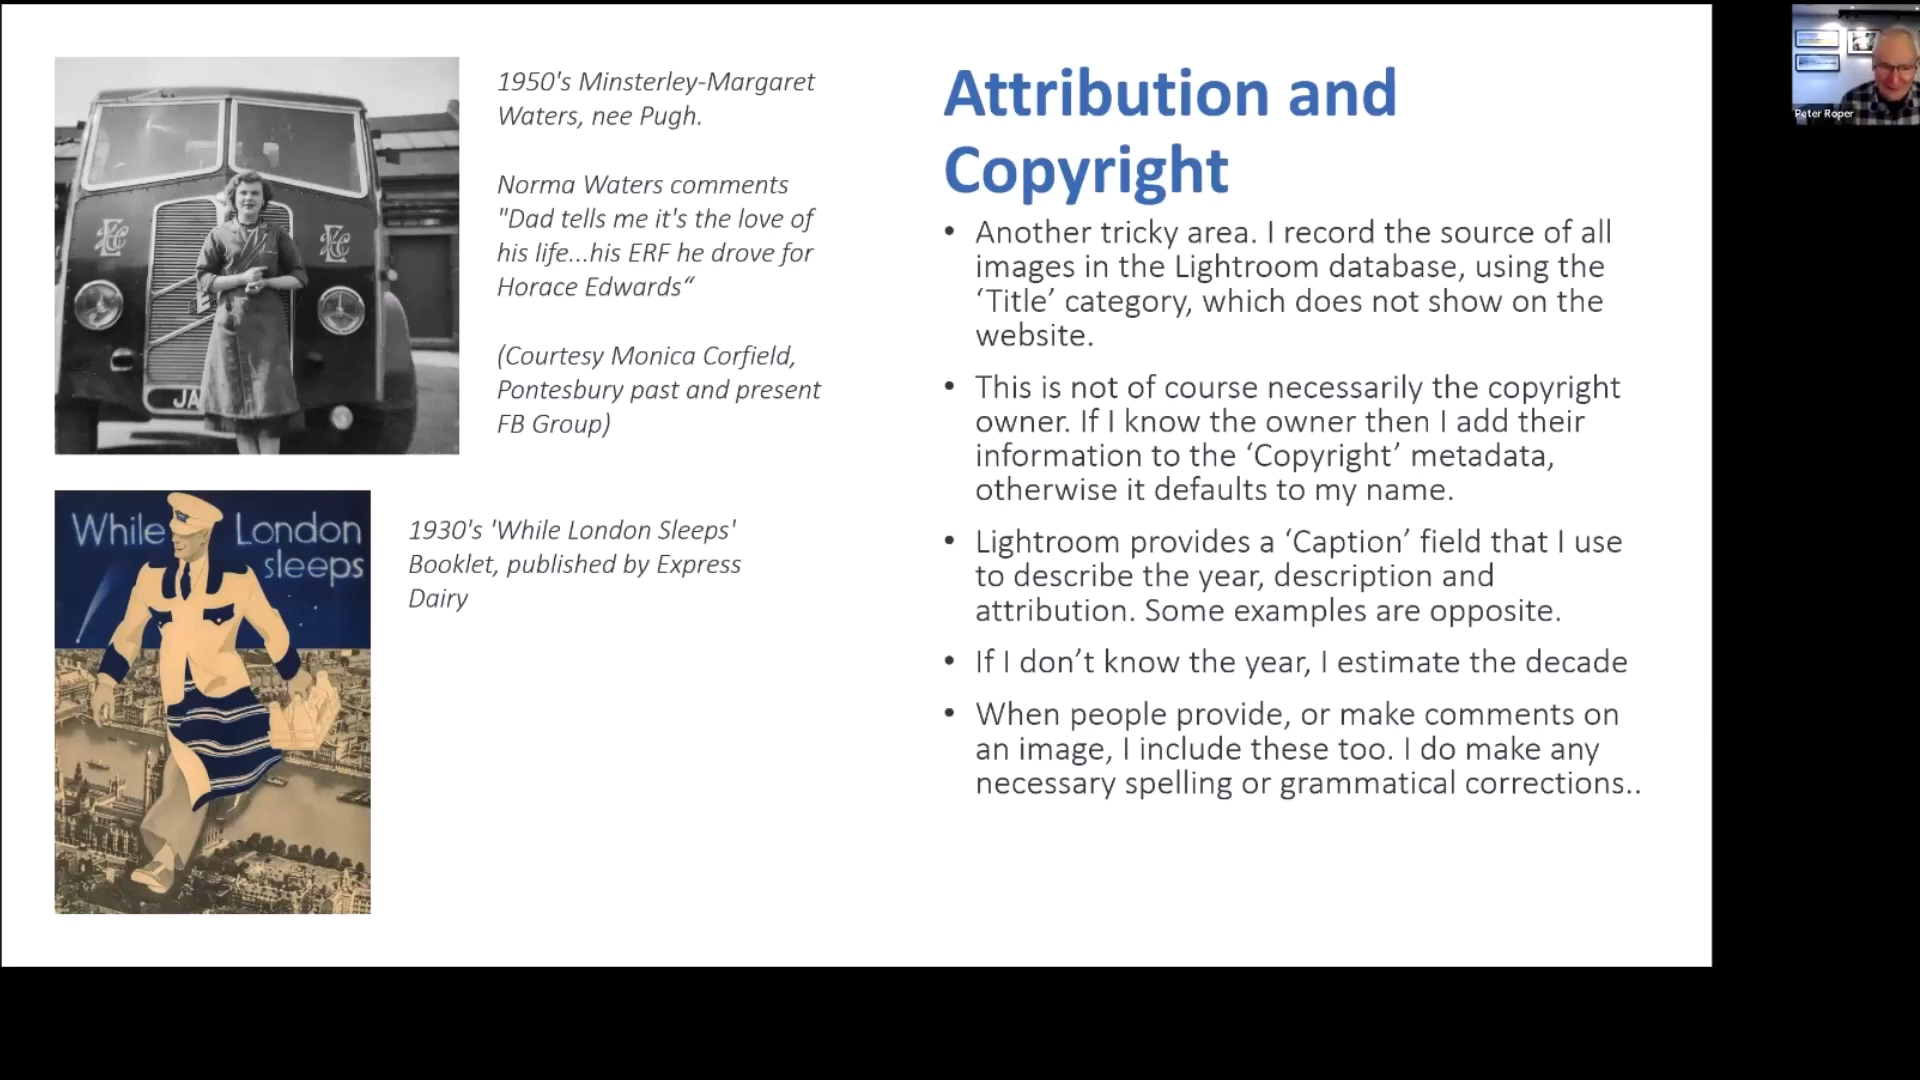 1950's Minsterley-Margaret
Waters, nee Pugh.
Norma Waters comments
"Dad tells me it's the love of
his life...his ERF he drove for
Horace Edwards“
(Courtesy Monica Corfield,
Pontesbury past and present
FB Group)
JA
While London
sleeps
1930's 'While London Sleeps'
Booklet, published by Express
Dairy
Attribution and
Copyright
• Another tricky area. I record the source of all
images in the Lightroom database, using the
‘Title’ category, which does not show on the
website.
• This is not of course necessarily the copyright
owner. If I know the owner then I add their
information to the ‘Copyright’ metadata,
otherwise it defaults to my name.
• Lightroom provides a ‘Caption’ field that I use
to describe the year, description and
attribution. Some examples are opposite.
• If I don’t know the year, I estimate the decade
• When people provide, or make comments on
an image, I include these too. I do make any
necessary spelling or grammatical corrections..
Peter Roper